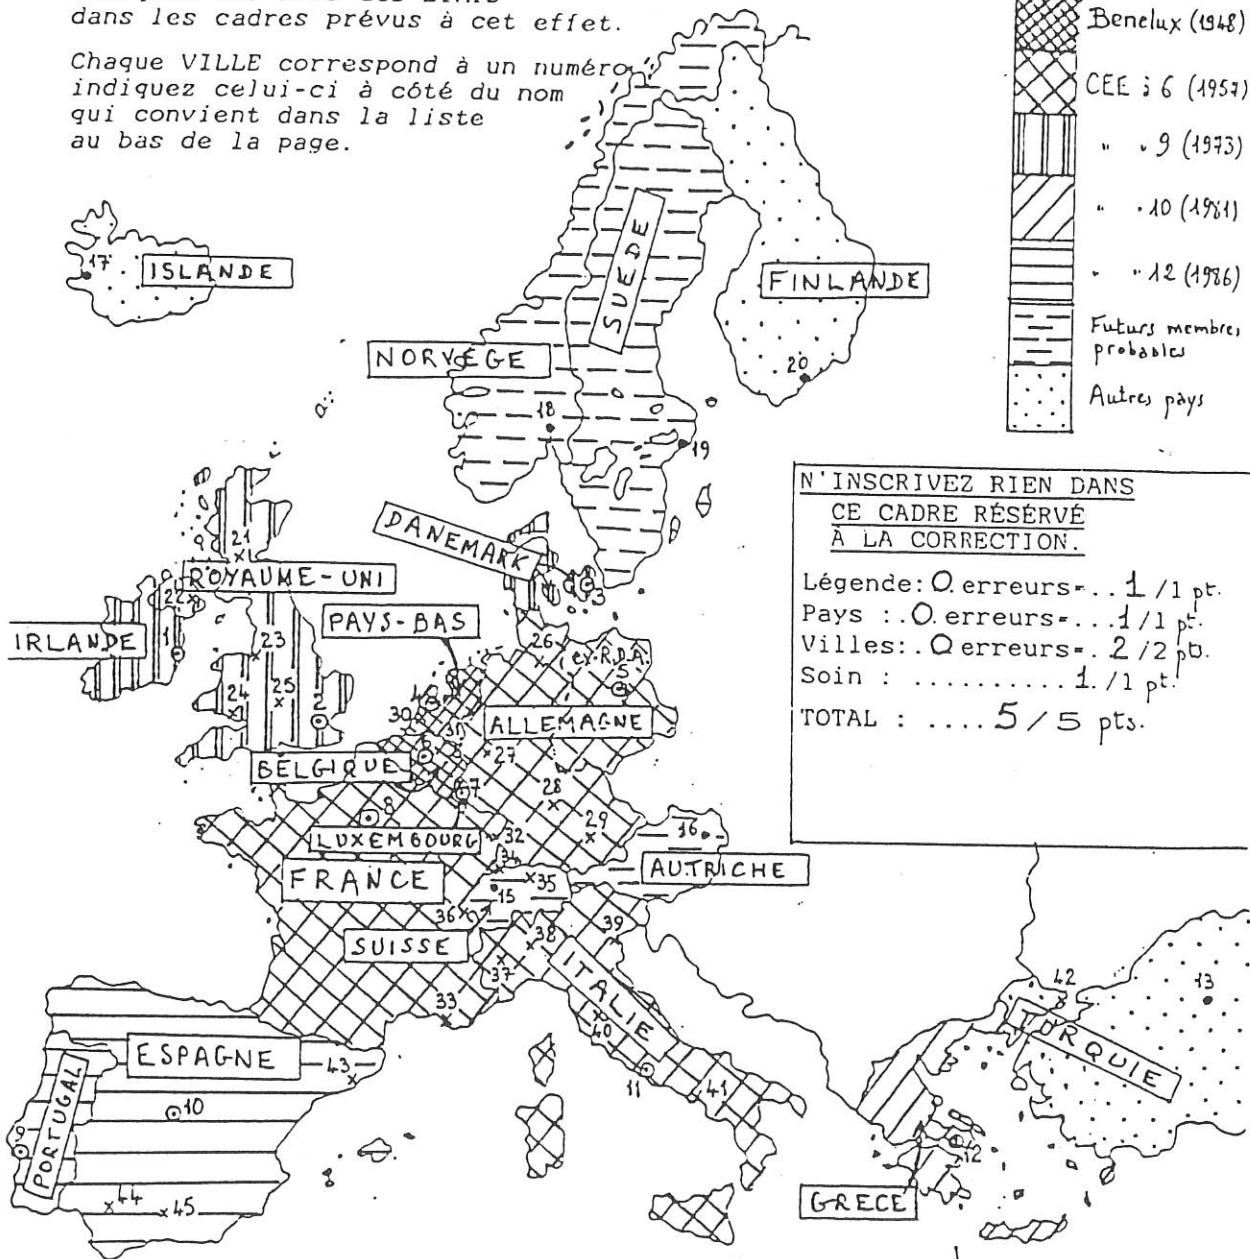 dans les cadres prévus à cet effet.
Chaque VILLE correspond à un numéro
indiquez celui-ci à côté du nom
qui convient dans la liste
au bas de la page.
Benelux (1948)
CEE à 6 (1957)
" " 9 (1973)
" " 10 (1981)
" " 12 (1986)
Futurs membres
probables
Autres pays
17
ISLANDE
SUEDE
FINLANDE
NORVÉGE
20
18
19
N'INSCRIVEZ RIEN DANS
CE CADRE RÉSÉRVÉ
À LA CORRECTION.
Légende: 0. erreurs=.. 1 /1 pt.
Pays : .0. erreurs=...1/1 pt.
Villes: . 0 erreurs=. 2 /2 pts.
Soin : .......... 1. /1 pt.
TOTAL : .... 5 / 5 pts.
DANEMARK
21
ROYAUME-UNI
22
3
PAYS-BAS
IRLANDE
1
23
26
ex-R.D.A.
5
24
25
2
4
30
31
ALLEMAGNE
BELGIQUE
6
27
7
28
8
29
16
LUXEMBOURG
32
34
35
AUTRICHE
FRANCE
15
36
39
SUISSE
38
ITALIE
37
33
42
13
TURQUIE
40
ESPAGNE
43
11
41
PORTUGAL
10
9
12
44
45
GRECE